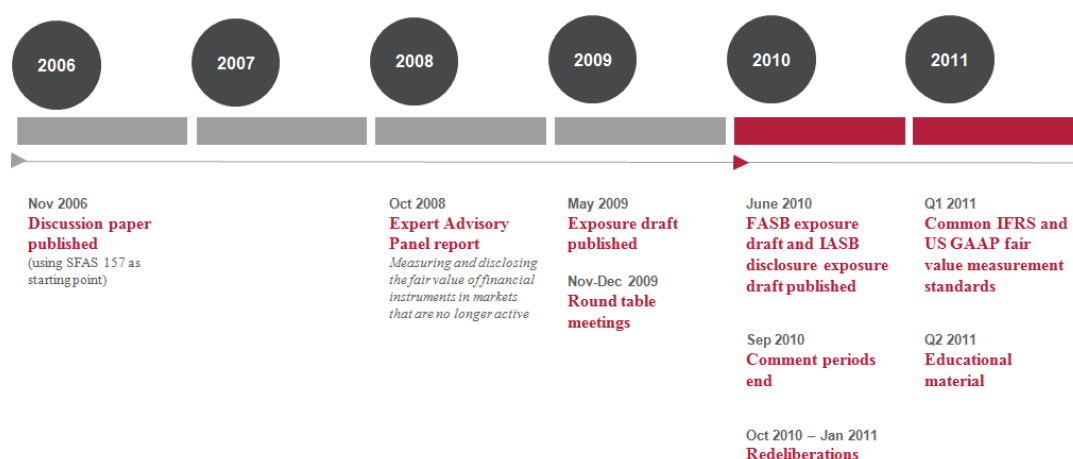 2006
2007
2008
2009
2010
2011
Nov 2006
Discussion paper
published
(using SFAS 157 as
starting point)
Oct 2008
Expert Advisory
Panel report
Measuring and disclosing
the fair value of financial
instruments in markets
that are no longer active
May 2009
Exposure draft
published
Nov-Dec 2009
Round table
meetings
June 2010
FASB exposure
draft and IASB
disclosure exposure
draft published
Sep 2010
Comment periods
end
Oct 2010 – Jan 2011
Redeliberations
Q1 2011
Common IFRS and
US GAAP fair
value measurement
standards
Q2 2011
Educational
material